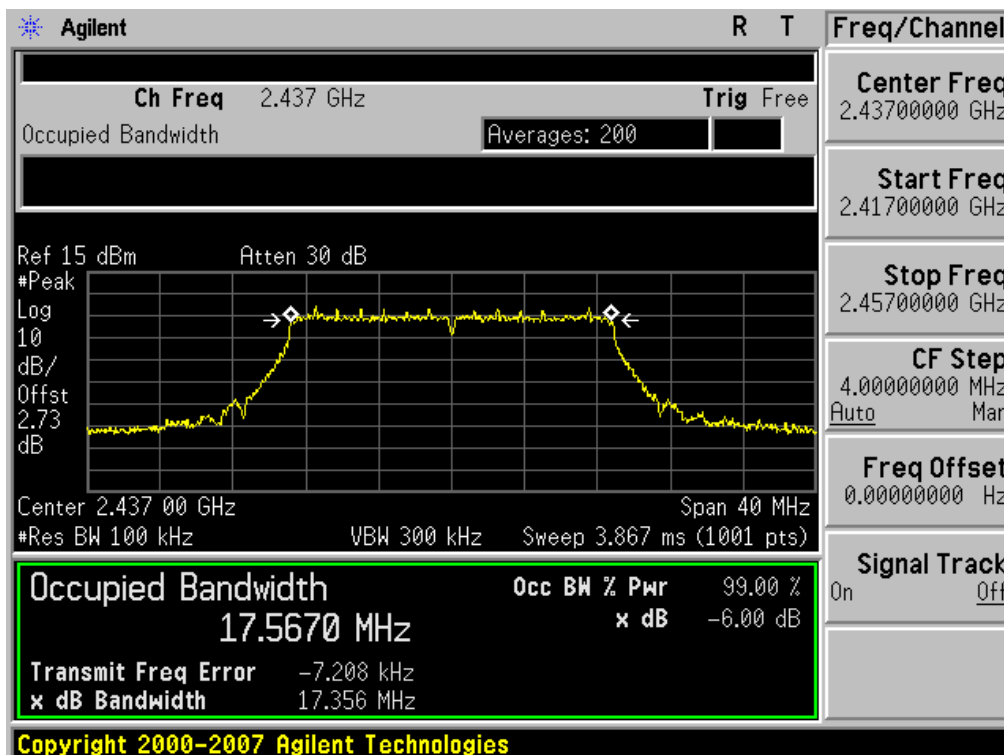 Agilent R T
Ch Freq 2.437 GHz Trig Free
Occupied Bandwidth Averages: 200
Ref 15 dBm Atten 30 dB
#Peak
Log
10
dB/
Offst
2.73
dB
Center 2.437 00 GHz Span 40 MHz
#Res BW 100 kHz VBW 300 kHz Sweep 3.867 ms (1001 pts)
Occupied Bandwidth
17.5670 MHz
Occ BW % Pwr 99.00 %
x dB -6.00 dB
Transmit Freq Error -7.208 kHz
x dB Bandwidth 17.356 MHz
Copyright 2000-2007 Agilent Technologies
Freq/Channel
Center Freq
2.43700000 GHz
Start Freq
2.41700000 GHz
Stop Freq
2.45700000 GHz
CF Step
4.00000000 MHz
Auto Man
Freq Offset
0.00000000 Hz
Signal Track
On Off